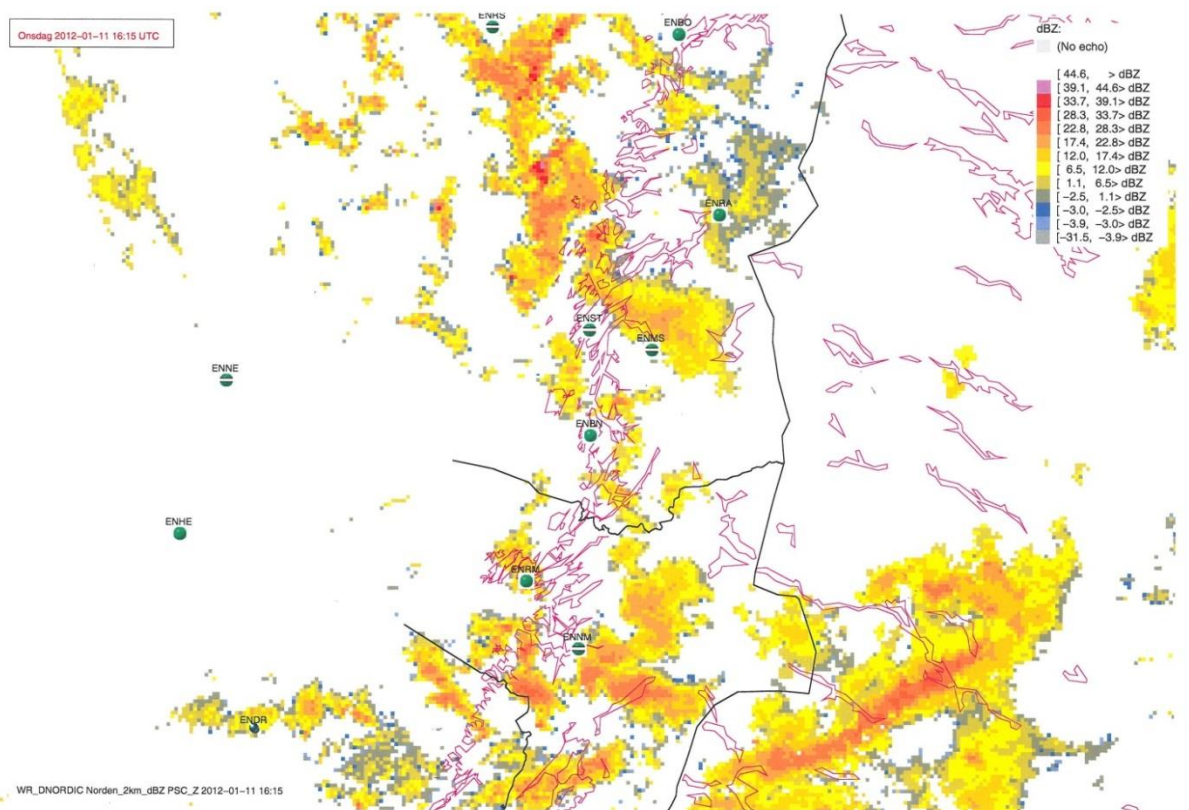 Onsdag 2012-01-11 16:15 UTC
ENRS
ENBO
dBZ:
(No echo)
[ 44.6, > dBZ
[ 39.1, 44.6> dBZ
[ 33.7, 39.1> dBZ
[ 28.3, 33.7> dBZ
[ 22.8, 28.3> dBZ
[ 17.4, 22.8> dBZ
[ 12.0, 17.4> dBZ
[ 6.5, 12.0> dBZ
[ 1.1, 6.5> dBZ
[ -2.5, 1.1> dBZ
[ -3.0, -2.5> dBZ
[ -3.9, -3.0> dBZ
[-31.5, -3.9> dBZ
ENRA
ENST
ENMS
ENNE
ENBN
ENHE
ENRM
ENNM
ENDR
WR_DNORDIC Norden_2km_dBZ PSC_Z 2012-01-11 16:15